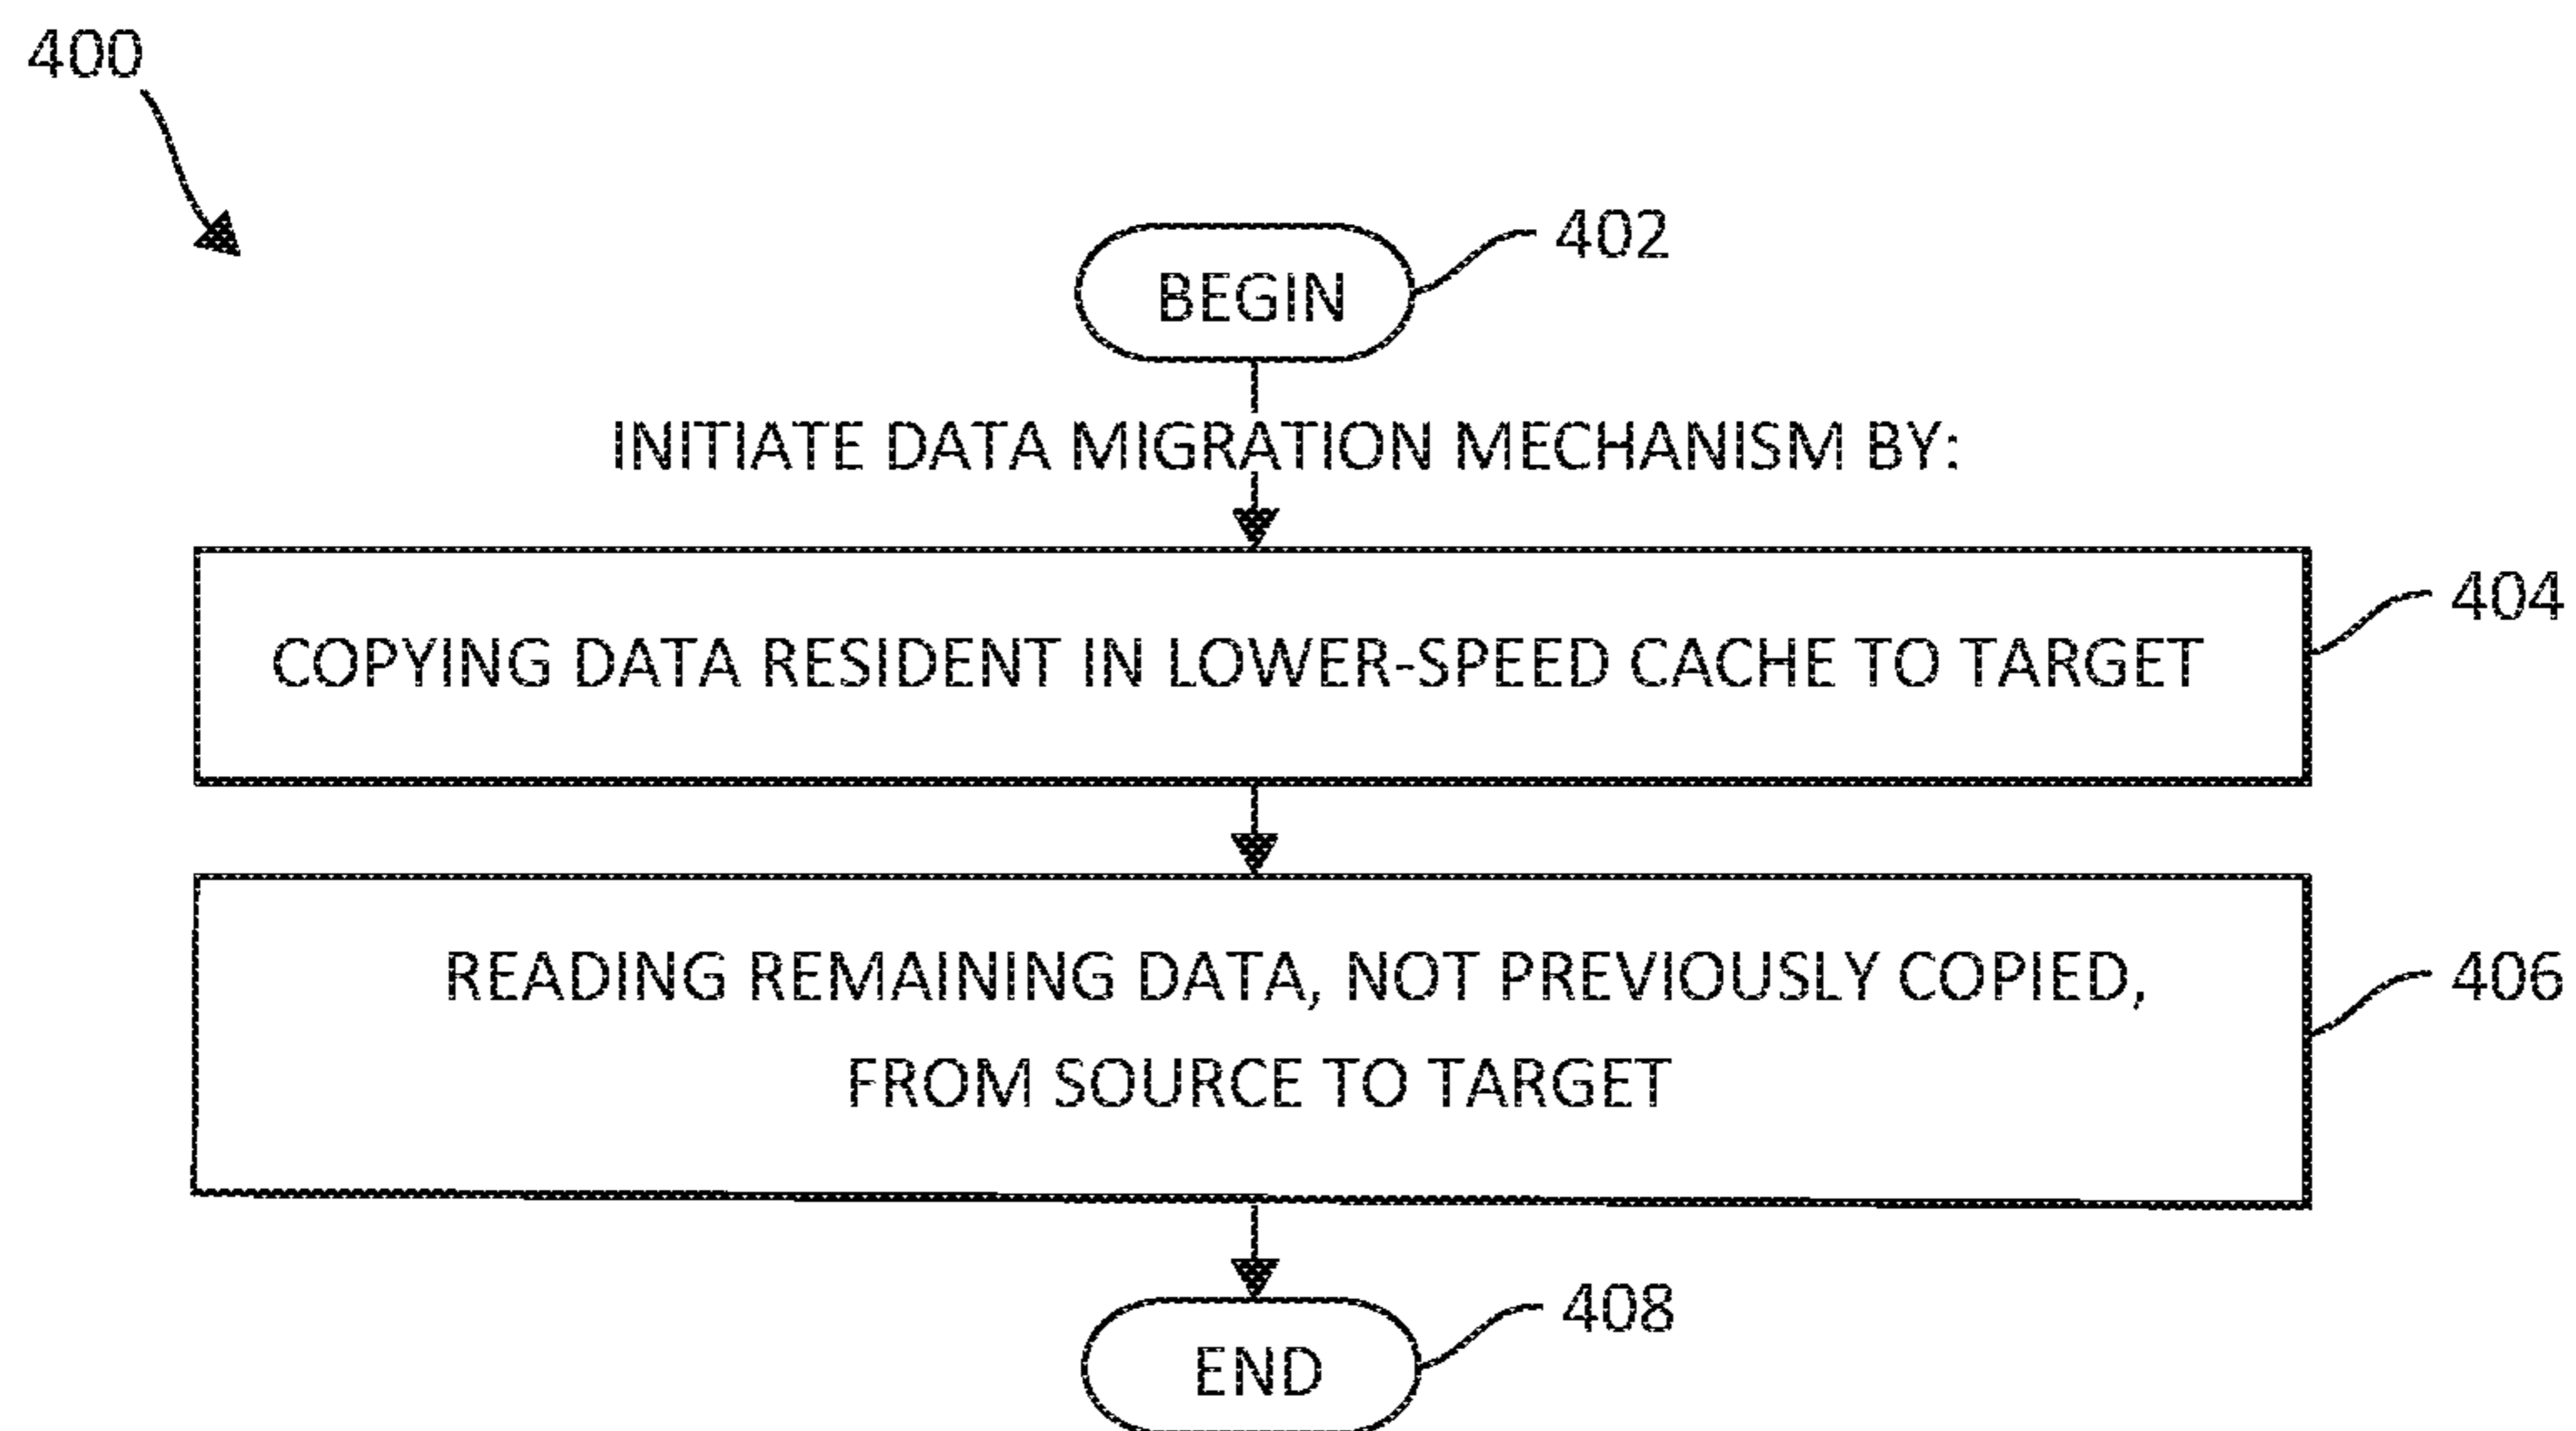 400
402
BEGIN
INITIATE DATA MIGRATION MECHANISM BY:
404
COPYING DATA RESIDENT IN LOWER-SPEED CACHE TO TARGET
READING REMAINING DATA, NOT PREVIOUSLY COPIED,
406
FROM SOURCE TO TARGET
408
END